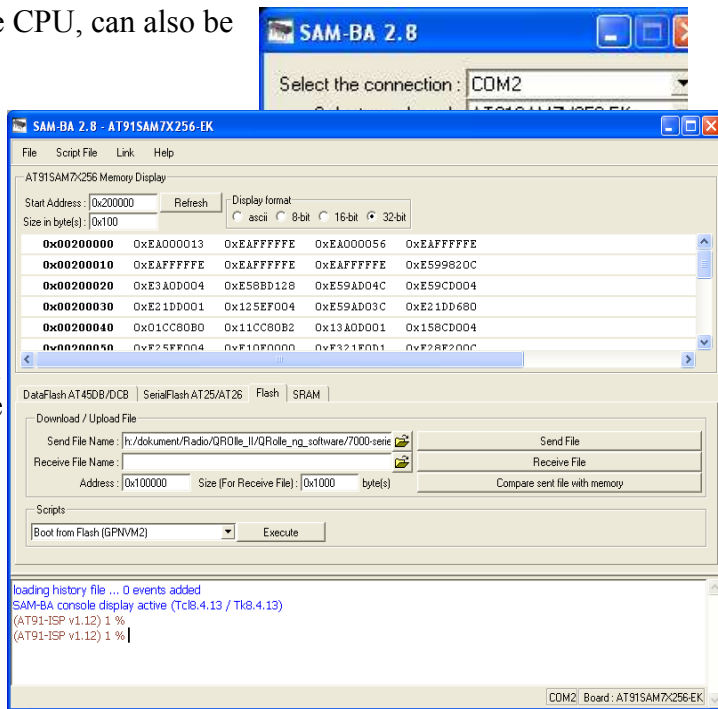 e CPU, can also be
SAM-BA 2.8
Select the connection : COM2
SAM-BA 2.8 - AT91SAM7X256-EK
File Script File Link Help
AT91SAM7X256 Memory Display
Start Address : 0x200000 Refresh Display format
Size in byte(s) : 0x100 ascii 8-bit 16-bit 32-bit
0x00200000 0xEA000013 0xEAFFFFFE 0xEA000056 0xEAFFFFFE
0x00200010 0xEAFFFFFE 0xEAFFFFFE 0xEAFFFFFE 0xE599820C
0x00200020 0xE3A0D004 0xE58BD128 0xE59AD04C 0xE59CD004
0x00200030 0xE21DD001 0x125EF004 0xE59AD03C 0xE21DD680
0x00200040 0x01CC80B0 0x11CC80B2 0x13A0D001 0x158CD004
0x00200050 0xE25EF004 0xE10F0000 0xE321F0D1 0xE28F200C
DataFlash AT45DB/DCB SerialFlash AT25/AT26 Flash SRAM
e
Download / Upload File
Send File Name : h:/dokument/Radio/QROlle_II/QRolle_ng_software/7000-serie Send File
Receive File Name : Receive File
Address : 0x100000 Size (For Receive File) : 0x1000 byte(s) Compare sent file with memory
Scripts
Boot from Flash (GPNVM2) Execute
loading history file ... 0 events added
SAM-BA console display active (Tcl8.4.13 / Tk8.4.13)
(AT91-ISP v1.12) 1 %
(AT91-ISP v1.12) 1 %
COM2 Board : AT91SAM7X256-EK